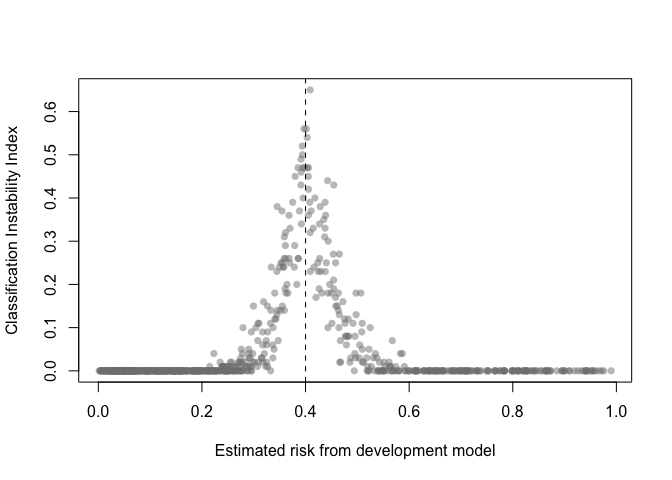 Classification Instability Index
0.6
0.5
0.4
0.3
0.2
0.1
0.0
0.0 0.2 0.4 0.6 0.8 1.0
Estimated risk from development model